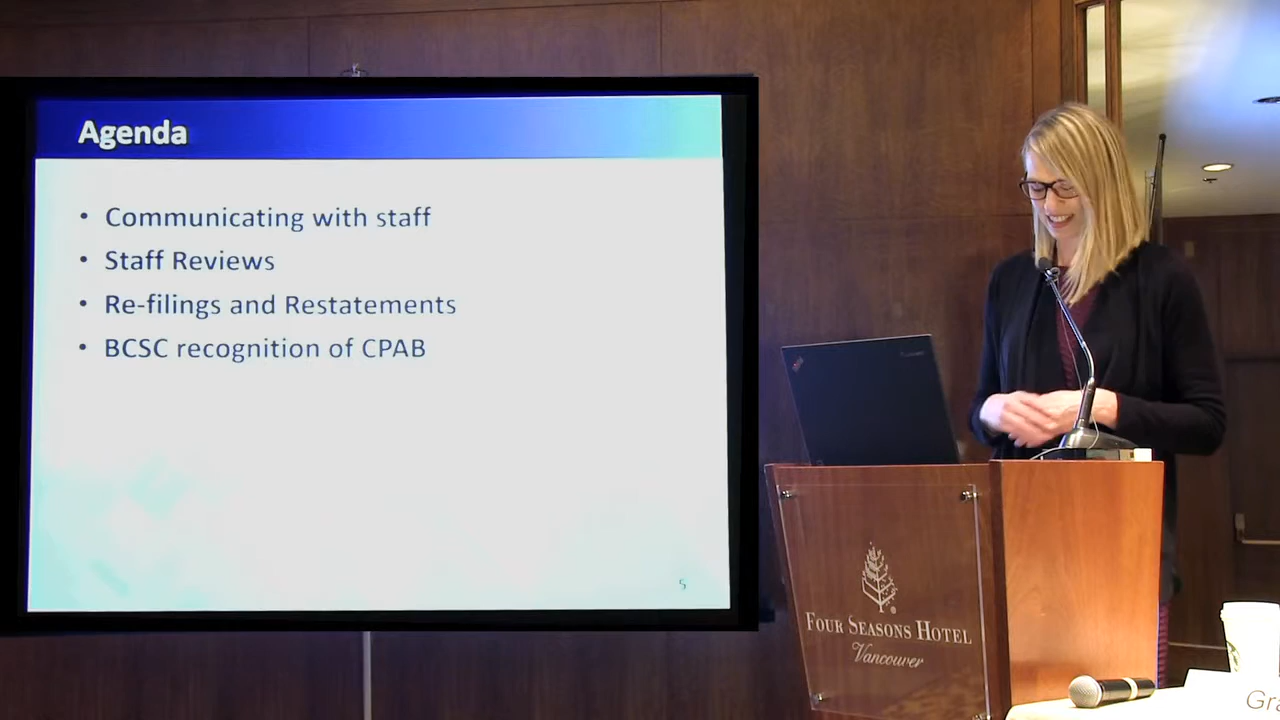 Agenda
• Communicating with staff
• Staff Reviews
• Re-filings and Restatements
• BCSC recognition of CPAB
5
FOUR SEASONS HOTEL
Vancouver